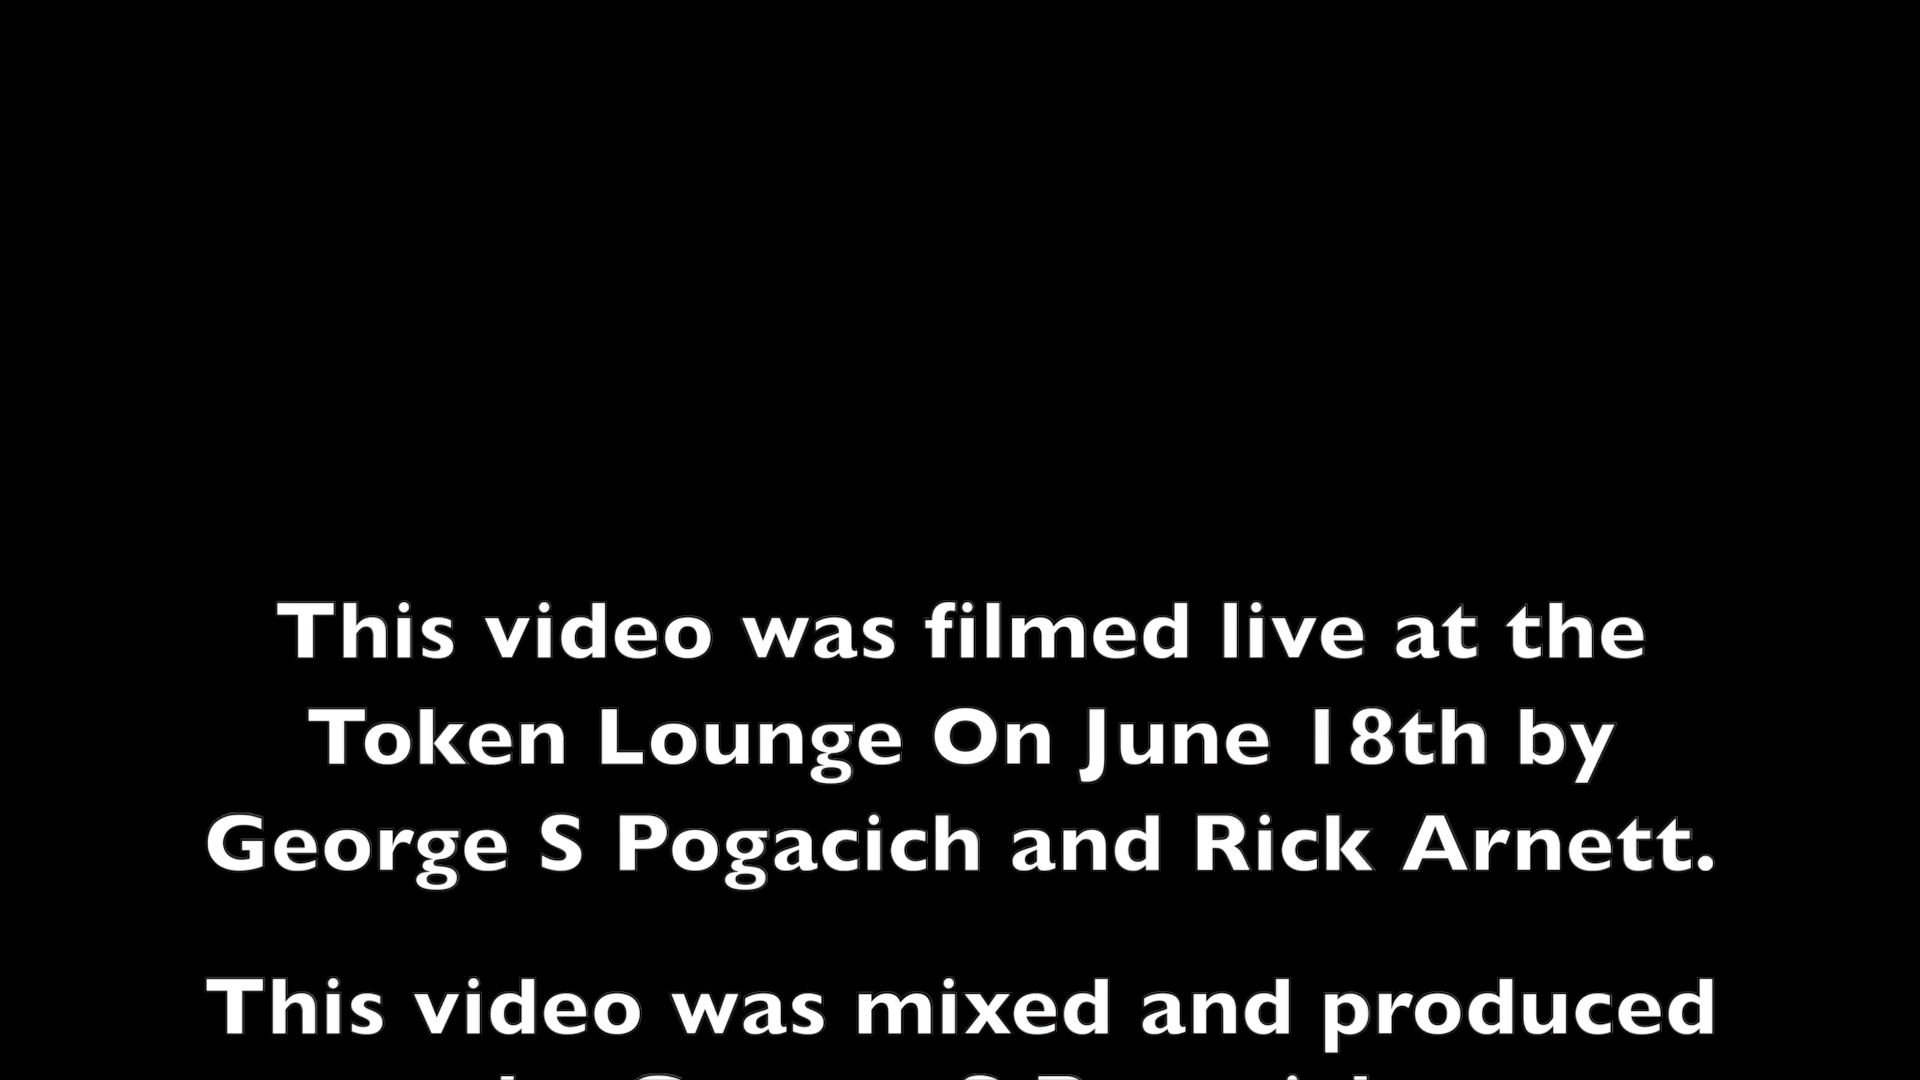 This video was filmed live at the
Token Lounge On June 18th by
George S Pogacich and Rick Arnett.
This video was mixed and produced